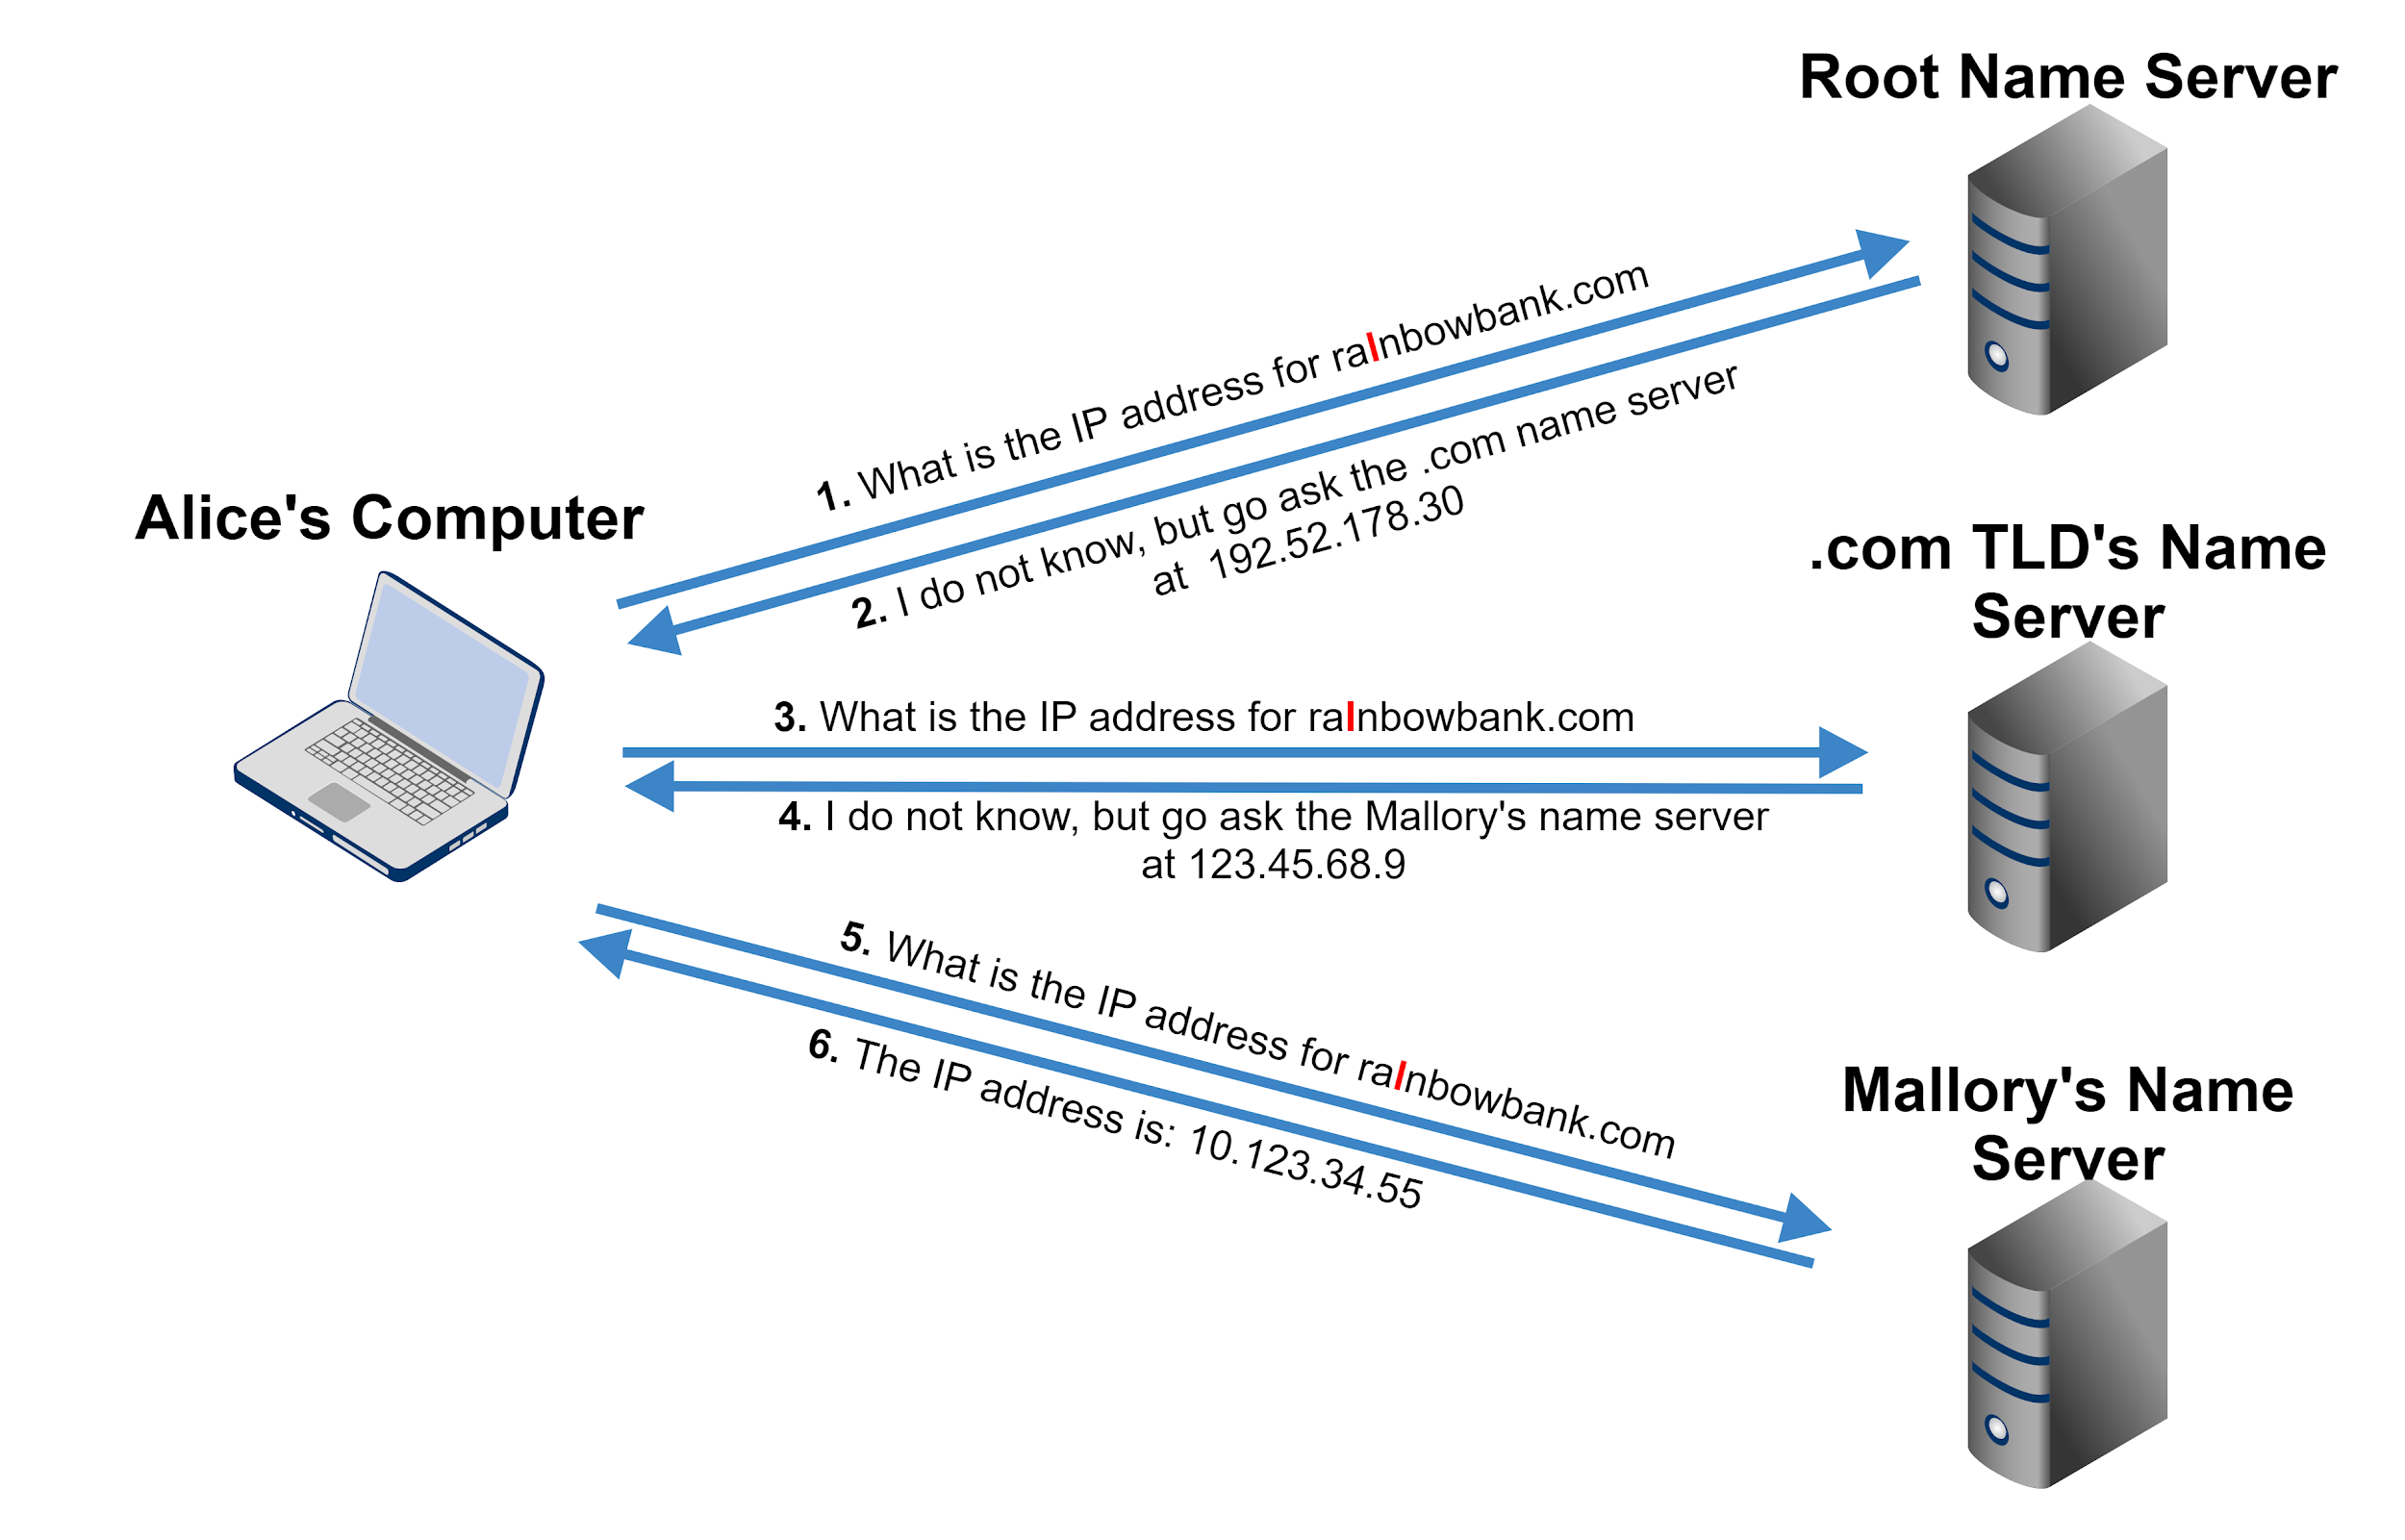 Root Name Server
1. What is the IP address for ralnbowbank.com
2. I do not know, but go ask the .com name server
at 192.52.178.30
Alice's Computer
.com TLD's Name
Server
3. What is the IP address for ralnbowbank.com
4. I do not know, but go ask the Mallory's name server
at 123.45.68.9
5. What is the IP address for ralnbowbank.com
6. The IP address is: 10.123.34.55
Mallory's Name
Server